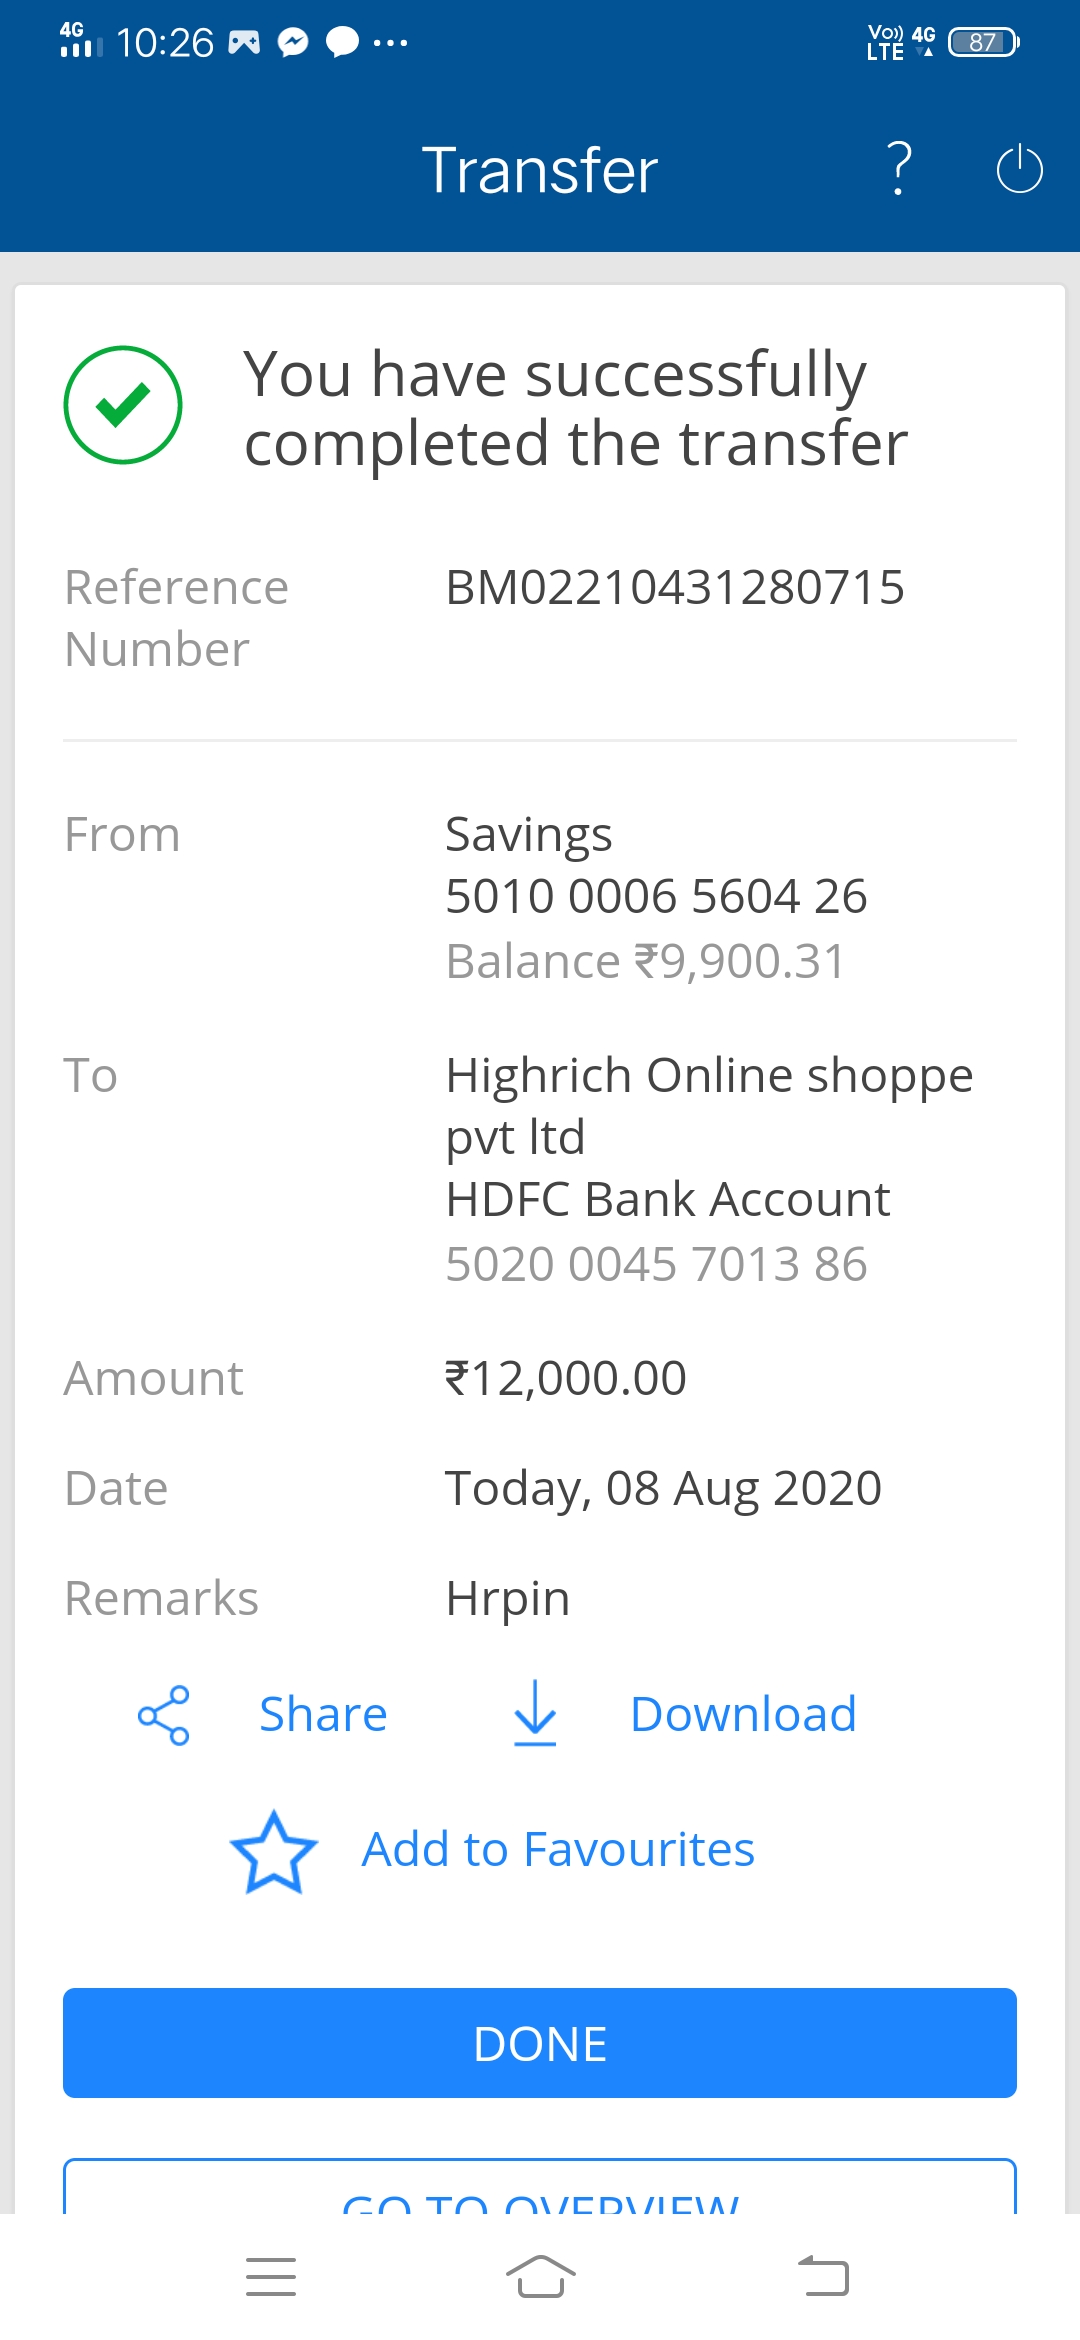 4G 10:26 Vo)) LTE 4G 87
Transfer ?
You have successfully
completed the transfer
Reference BM02210431280715
Number
From Savings
5010 0006 5604 26
Balance ₹9,900.31
To Highrich Online shoppe
pvt ltd
HDFC Bank Account
5020 0045 7013 86
Amount ₹12,000.00
Date Today, 08 Aug 2020
Remarks Hrpin
Share Download
Add to Favourites
DONE
GO TO OVERVIEW